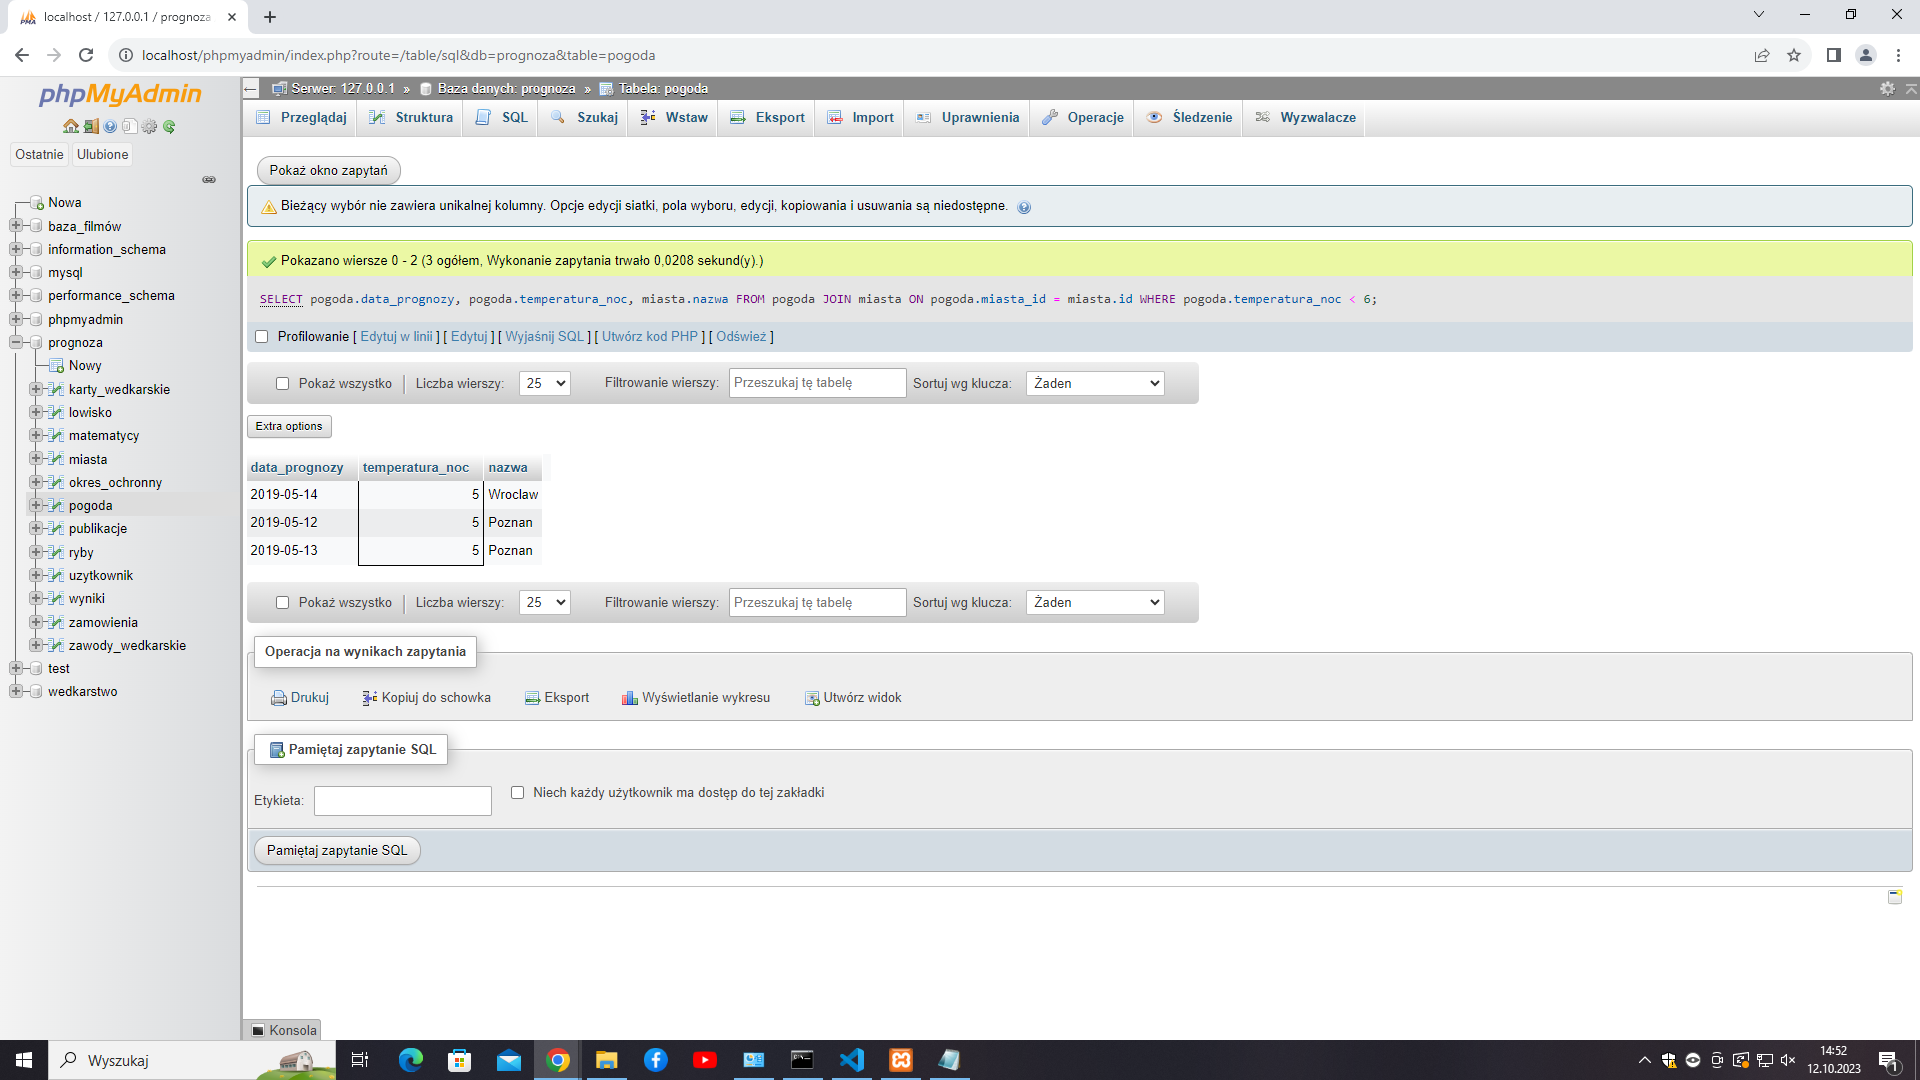 localhost / 127.0.0.1 / prognoza
localhost/phpmyadmin/index.php?route=/table/sql&db=prognoza&table=pogoda
phpMyAdmin
Ostatnie Ulubione
Nowa
baza_filmów
information_schema
mysql
performance_schema
phpmyadmin
prognoza
Nowy
karty_wedkarskie
lowisko
matematycy
miasta
okres_ochronny
pogoda
publikacje
ryby
uzytkownik
wyniki
zamowienia
zawody_wedkarskie
test
wedkarstwo
Serwer: 127.0.0.1 » Baza danych: prognoza » Tabela: pogoda
Przeglądaj Struktura SQL Szukaj Wstaw Eksport Import Uprawnienia Operacje Śledzenie Wyzwalacze
Pokaż okno zapytań
Bieżący wybór nie zawiera unikalnej kolumny. Opcje edycji siatki, pola wyboru, edycji, kopiowania i usuwania są niedostępne.
Pokazano wiersze 0 - 2 (3 ogółem, Wykonanie zapytania trwało 0,0208 sekund(y).)
SELECT pogoda.data_prognozy, pogoda.temperatura_noc, miasta.nazwa FROM pogoda JOIN miasta ON pogoda.miasta_id = miasta.id WHERE pogoda.temperatura_noc < 6;
Profilowanie [ Edytuj w linii ] [ Edytuj ] [ Wyjaśnij SQL ] [ Utwórz kod PHP ] [ Odśwież ]
Pokaż wszystko | Liczba wierszy: 25 Filtrowanie wierszy: Przeszukaj tę tabelę Sortuj wg klucza: Żaden
Extra options
data_prognozy temperatura_noc nazwa
2019-05-14 5 Wroclaw
2019-05-12 5 Poznan
2019-05-13 5 Poznan
Pokaż wszystko | Liczba wierszy: 25 Filtrowanie wierszy: Przeszukaj tę tabelę Sortuj wg klucza: Żaden
Operacja na wynikach zapytania
Drukuj Kopiuj do schowka Eksport Wyświetlanie wykresu Utwórz widok
Pamiętaj zapytanie SQL
Etykieta: Niech każdy użytkownik ma dostęp do tej zakładki
Pamiętaj zapytanie SQL
Konsola
Wyszukaj
14:52
12.10.2023
1